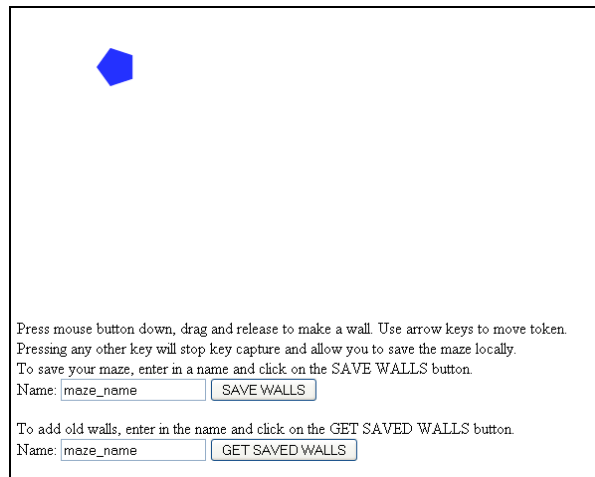 Press mouse button down, drag and release to make a wall. Use arrow keys to move token.
Pressing any other key will stop key capture and allow you to save the maze locally.
To save your maze, enter in a name and click on the SAVE WALLS button.
Name: maze_name SAVE WALLS
To add old walls, enter in the name and click on the GET SAVED WALLS button.
Name: maze_name GET SAVED WALLS